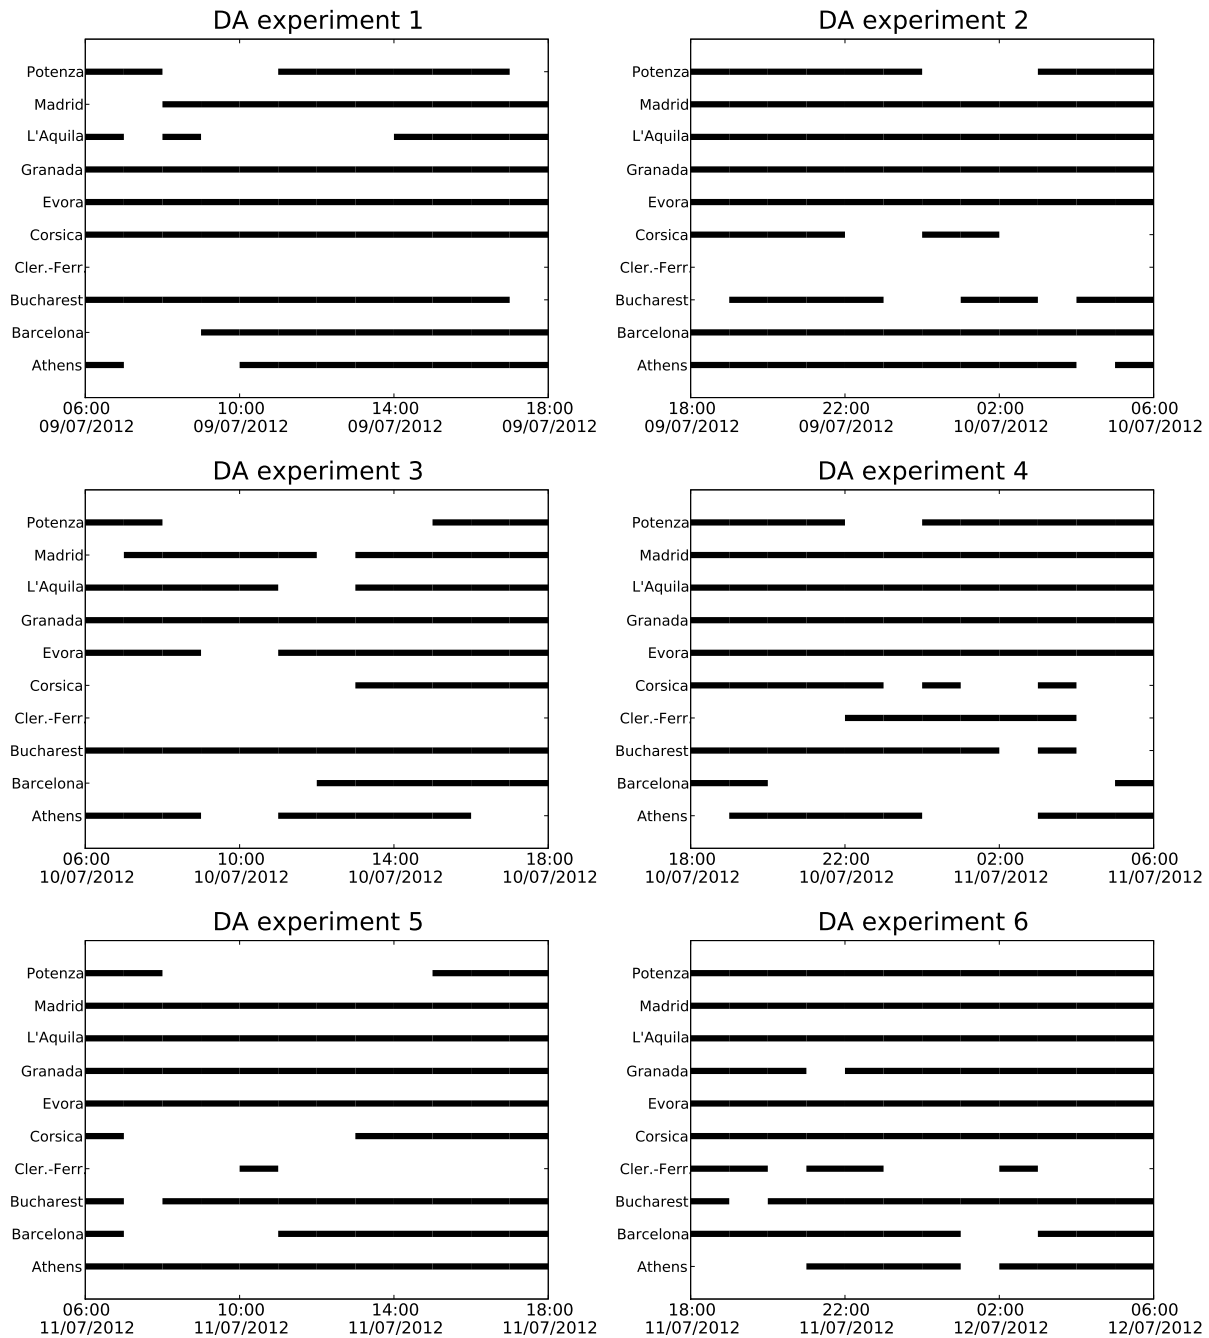 DA experiment 1
Potenza
Madrid
L'Aquila
Granada
Evora
Corsica
Cler.-Ferr.
Bucharest
Barcelona
Athens
06:00 10:00 14:00 18:00
09/07/2012 09/07/2012 09/07/2012 09/07/2012
DA experiment 2
Potenza
Madrid
L'Aquila
Granada
Evora
Corsica
Cler.-Ferr.
Bucharest
Barcelona
Athens
18:00 22:00 02:00 06:00
09/07/2012 09/07/2012 10/07/2012 10/07/2012
DA experiment 3
Potenza
Madrid
L'Aquila
Granada
Evora
Corsica
Cler.-Ferr.
Bucharest
Barcelona
Athens
06:00 10:00 14:00 18:00
10/07/2012 10/07/2012 10/07/2012 10/07/2012
DA experiment 4
Potenza
Madrid
L'Aquila
Granada
Evora
Corsica
Cler.-Ferr.
Bucharest
Barcelona
Athens
18:00 22:00 02:00 06:00
10/07/2012 10/07/2012 11/07/2012 11/07/2012
DA experiment 5
Potenza
Madrid
L'Aquila
Granada
Evora
Corsica
Cler.-Ferr.
Bucharest
Barcelona
Athens
06:00 10:00 14:00 18:00
11/07/2012 11/07/2012 11/07/2012 11/07/2012
DA experiment 6
Potenza
Madrid
L'Aquila
Granada
Evora
Corsica
Cler.-Ferr.
Bucharest
Barcelona
Athens
18:00 22:00 02:00 06:00
11/07/2012 11/07/2012 12/07/2012 12/07/2012